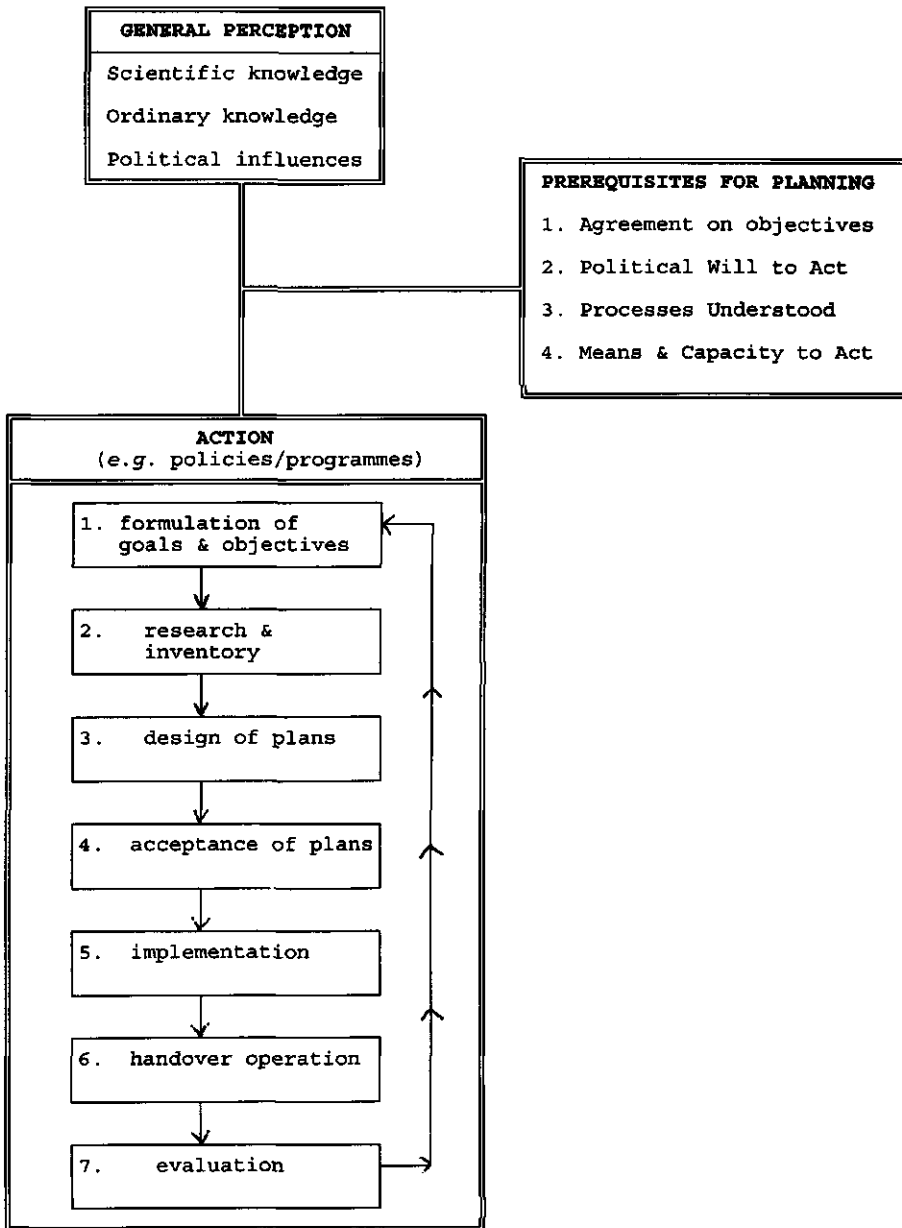 GENERAL PERCEPTION
Scientific knowledge
Ordinary knowledge
Political influences
PREREQUISITES FOR PLANNING
1. Agreement on objectives
2. Political Will to Act
3. Processes Understood
4. Means & Capacity to Act
ACTION
(e.g. policies/programmes)
1. formulation of
goals & objectives
2. research &
inventory
3. design of plans
4. acceptance of plans
5. implementation
6. handover operation
7. evaluation